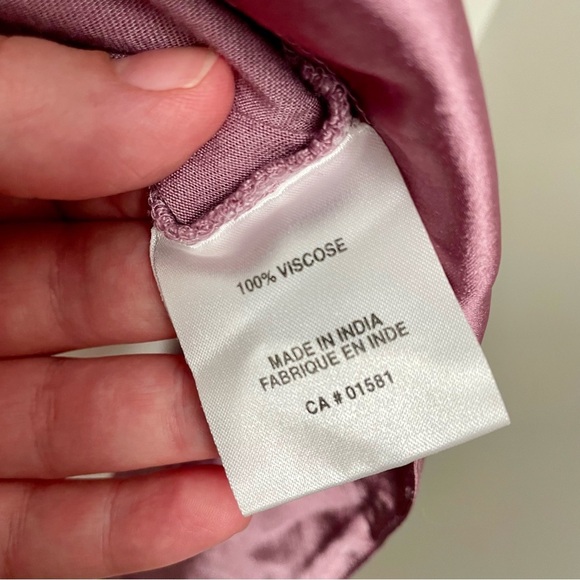 100% VISCOSE
MADE IN INDIA
FABRIQUE EN INDE
CA # 01581